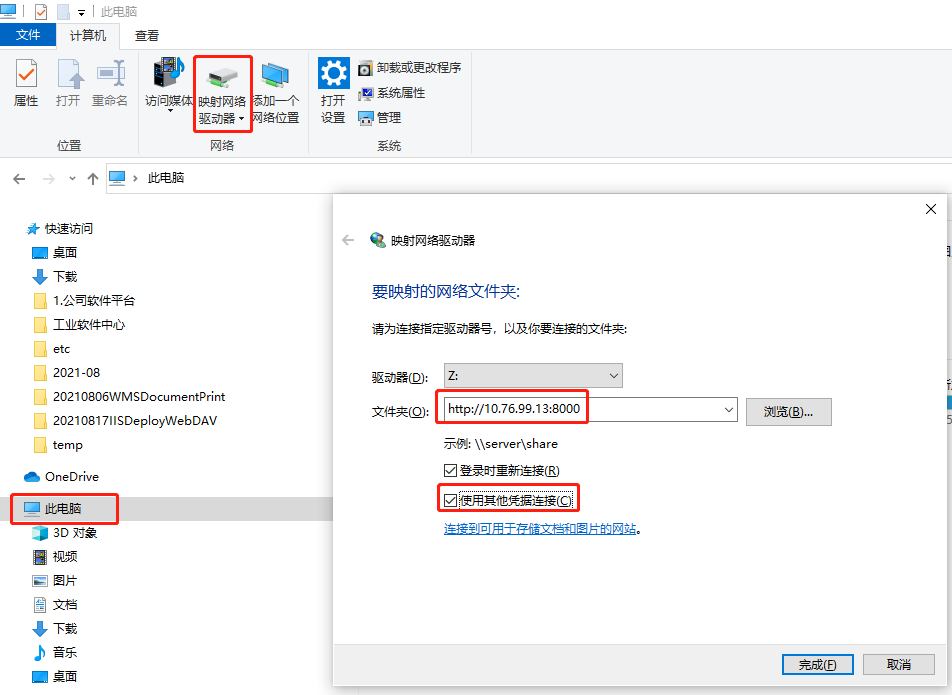 此电脑
文件 计算机 查看
属性
打开
重命名
位置
访问媒体
映射网络
驱动器
添加一个
网络位置
网络
打开
设置
卸载或更改程序
系统属性
管理
系统
此电脑
快速访问
桌面
下载
1.公司软件平台
工业软件中心
etc
2021-08
20210806WMSDocumentPrint
20210817IISDeployWebDAV
temp
OneDrive
此电脑
3D 对象
视频
图片
文档
下载
音乐
桌面
映射网络驱动器
要映射的网络文件夹:
请为连接指定驱动器号，以及你要连接的文件夹:
驱动器(D): Z:
文件夹(O): http://10.76.99.13:8000 浏览(B)...
示例: \\server\share
登录时重新连接(R)
使用其他凭据连接(C)
连接到可用于存储文档和图片的网站。
完成(F) 取消